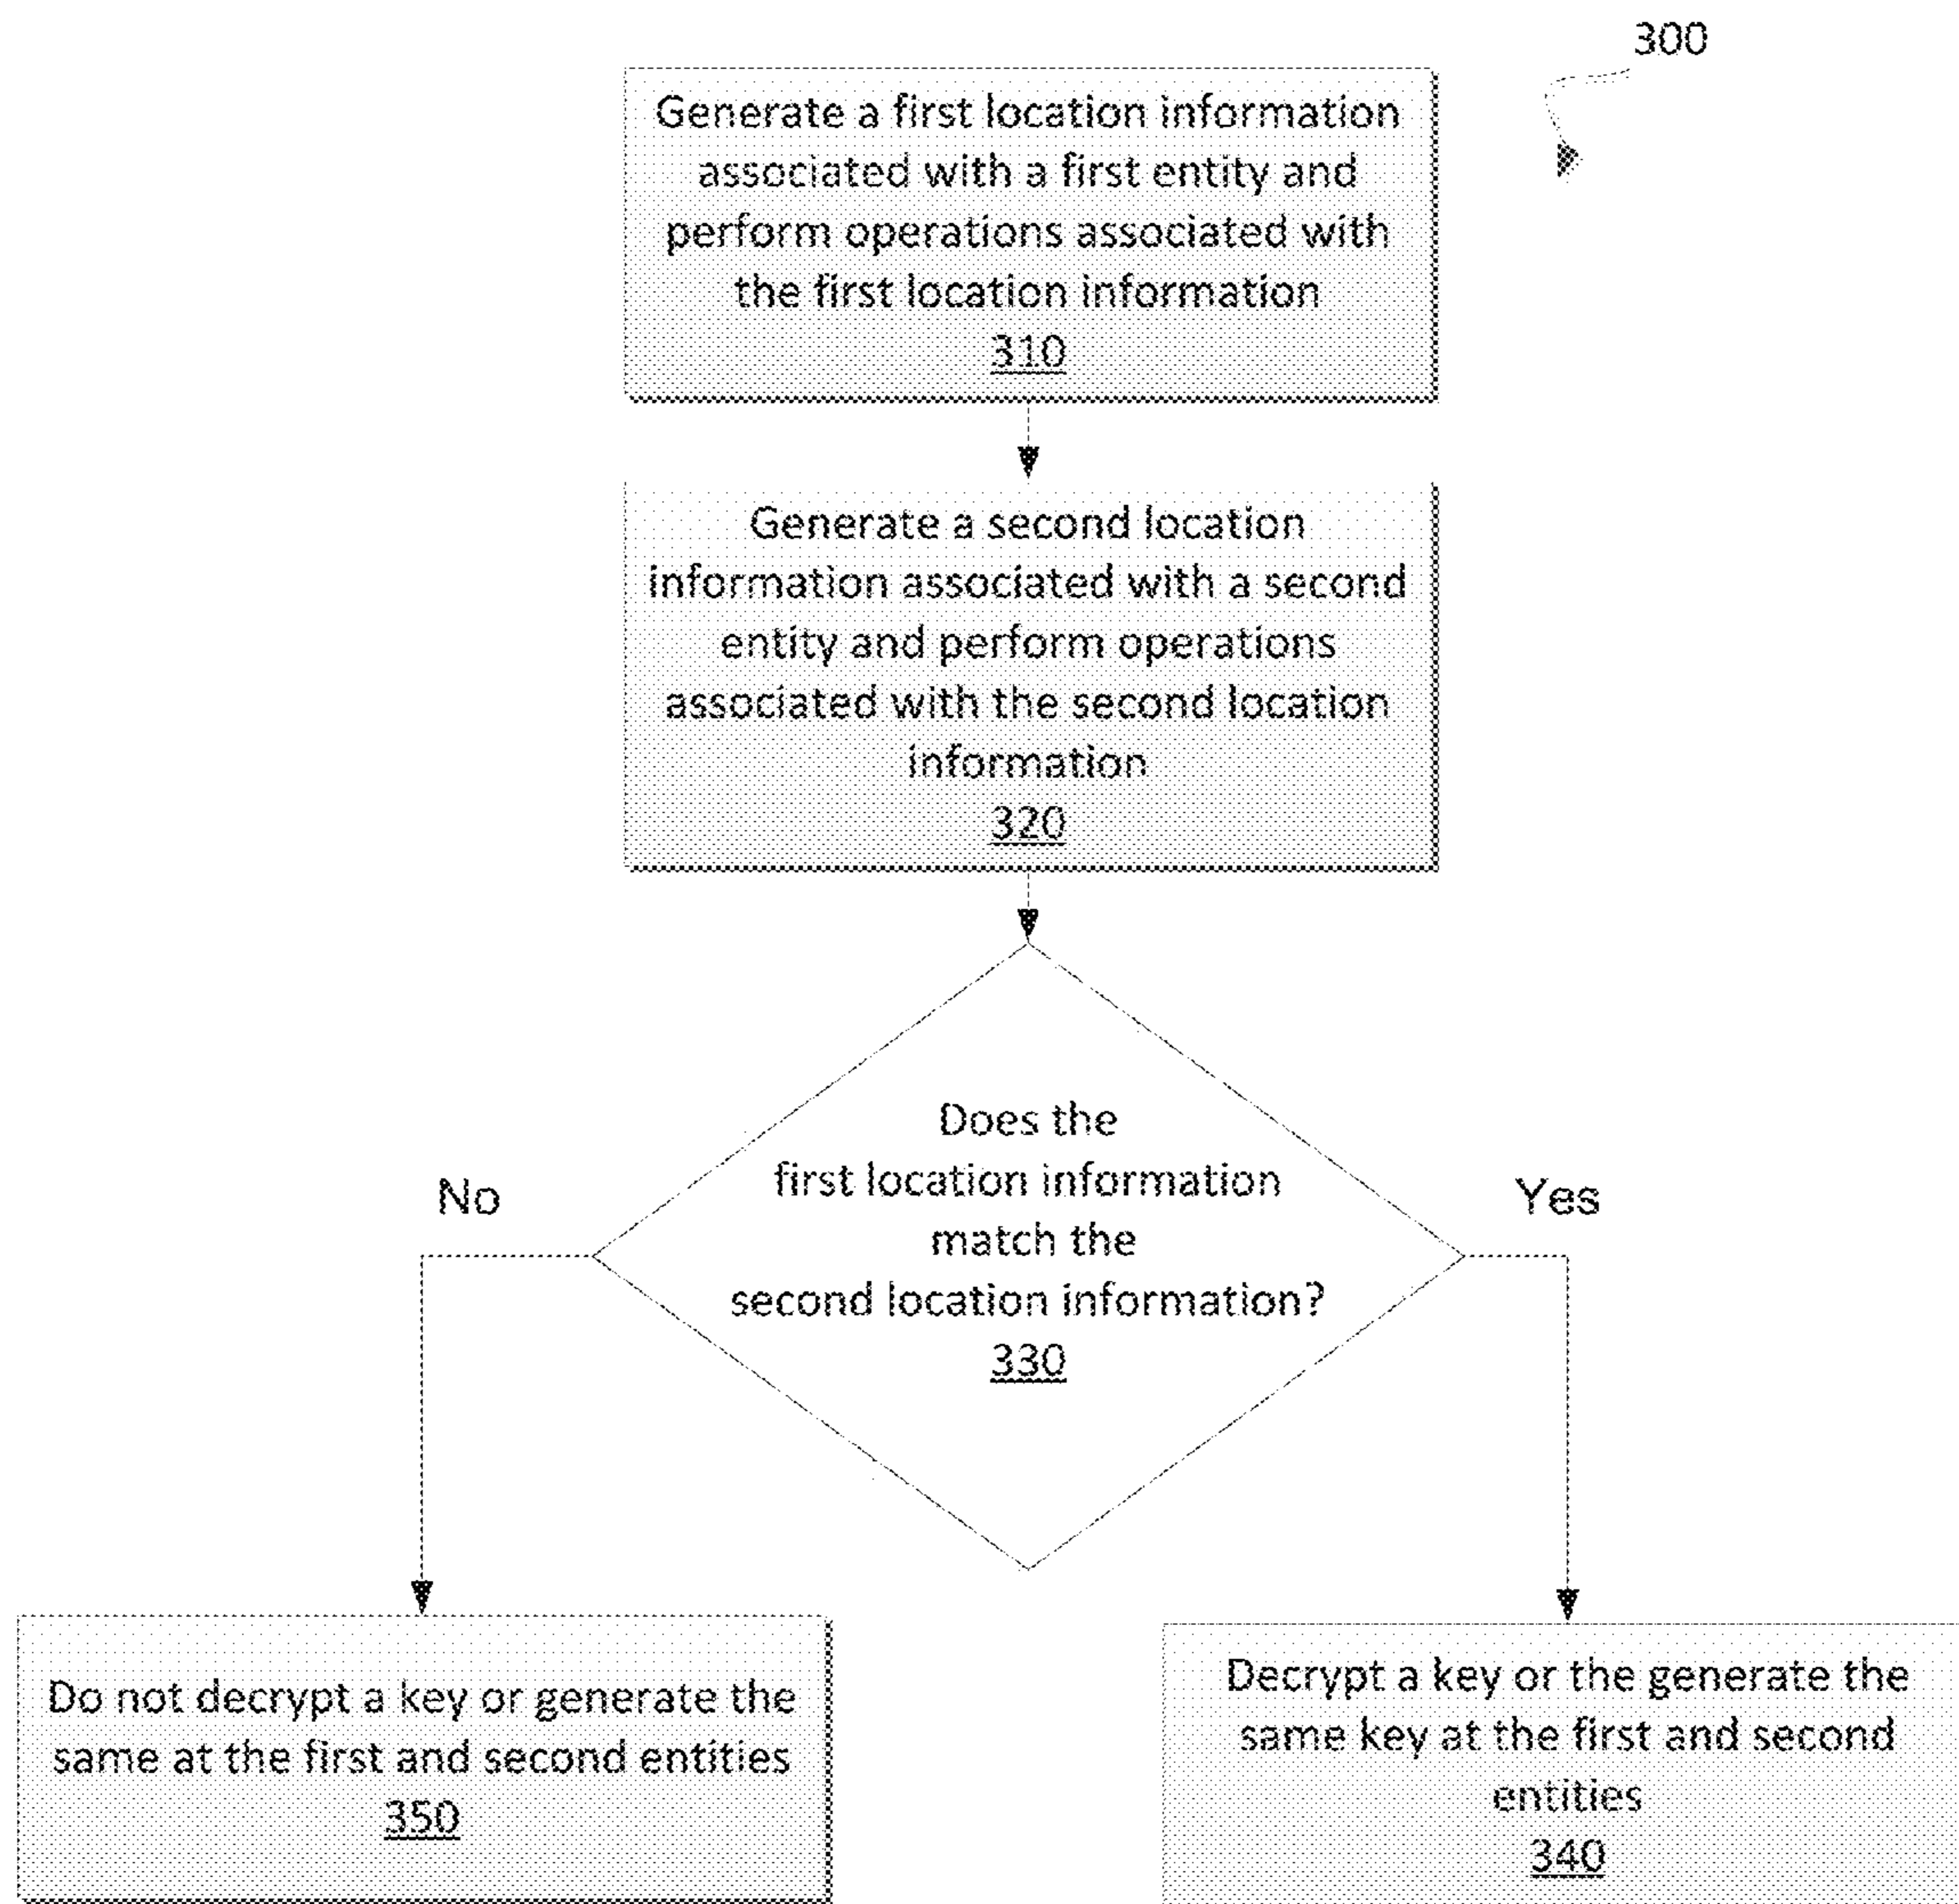 300
Generate a first location information
associated with a first entity and
perform operations associated with
the first location information
310
Generate a second location
information associated with a second
entity and perform operations
associated with the second location
information
320
Does the
first location information
match the
second location information?
330
No
Yes
Do not decrypt a key or generate the
same at the first and second entities
350
Decrypt a key or the generate the
same key at the first and second
entities
340